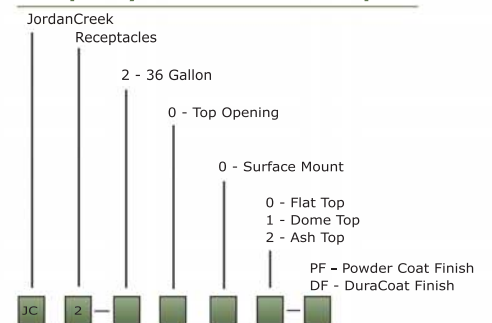 JordanCreek
Receptacles
2 - 36 Gallon
0 - Top Opening
0 - Surface Mount
0 - Flat Top
1 - Dome Top
2 - Ash Top
PF - Powder Coat Finish
DF - DuraCoat Finish
JC 2 - -